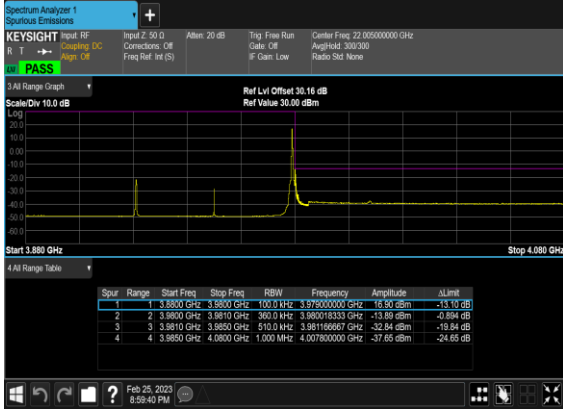 Spectrum Analyzer 1
Spurious Emissions
+
KEYSIGHT Input: RF Input Z: 50 Ω Atten: 20 dB Trig: Free Run Center Freq: 22.005000000 GHz
R T Coupling: DC Corrections: Off Gate: Off Avg|Hold: 300/300
Align: Off Freq Ref: Int (S) IF Gain: Low Radio Std: None
PASS
3 All Range Graph
Ref Lvl Offset 30.16 dB
Scale/Div 10.0 dB Ref Value 30.00 dBm
Log
20.0
10.0
0.00
-10.0
-20.0
-30.0
-40.0
-50.0
-60.0
Start 3.880 GHz Stop 4.080 GHz
4 All Range Table
Spur Range Start Freq Stop Freq RBW Frequency Amplitude ΔLimit
1 1 3.8800 GHz 3.9800 GHz 100.0 kHz 3.979000000 GHz 16.90 dBm -13.10 dB
2 2 3.9800 GHz 3.9810 GHz 360.0 kHz 3.980018333 GHz -13.89 dBm -0.894 dB
3 3 3.9810 GHz 3.9850 GHz 510.0 kHz 3.981166667 GHz -32.84 dBm -19.84 dB
4 4 3.9850 GHz 4.0800 GHz 1.000 MHz 4.007800000 GHz -37.65 dBm -24.65 dB
? Feb 25, 2023
8:59:40 PM